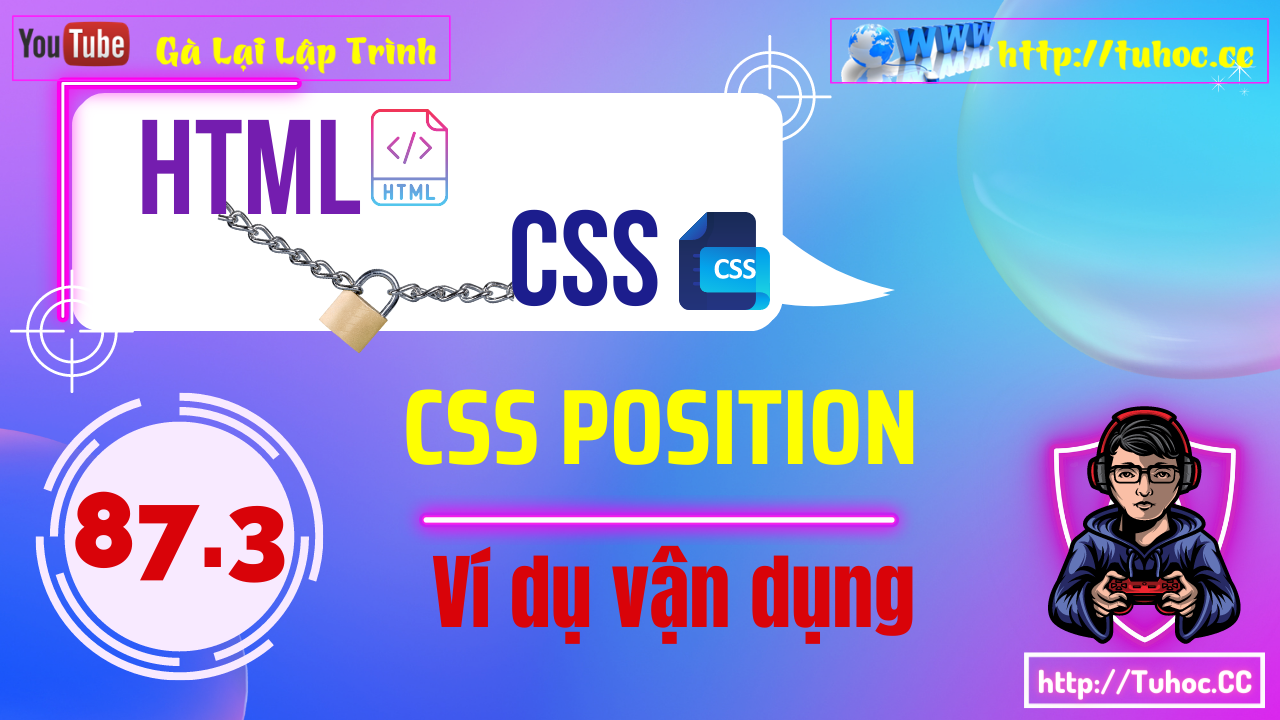 YouTube
Gà Lại Lập Trình
WWW
http://tuhoc.cc
HTML
HTML
CSS
CSS
CSS POSITION
87.3
Ví dụ vận dụng
http://Tuhoc.CC